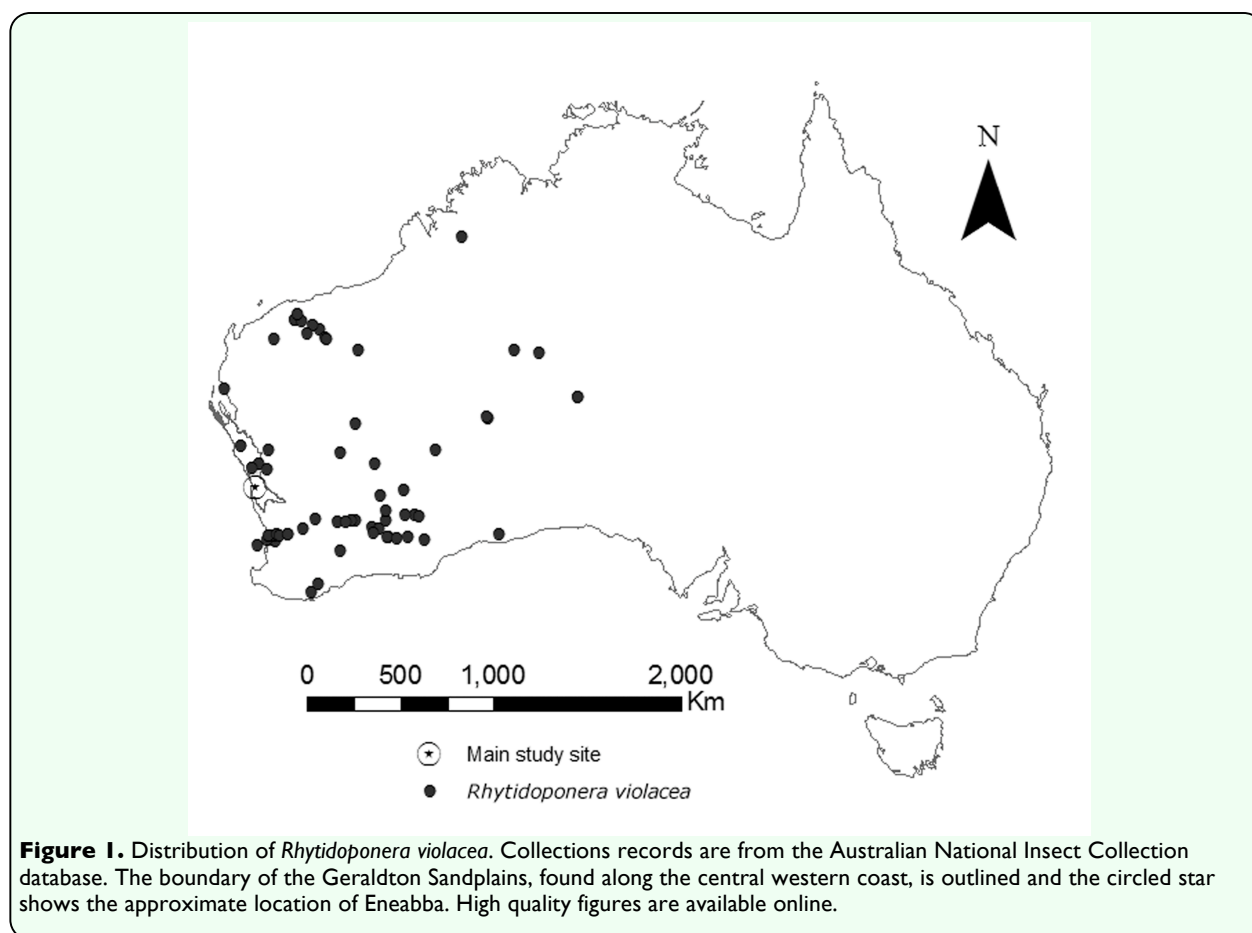 N
0 500 1,000 2,000
Km
Main study site
Rhytidoponera violacea
Figure 1. Distribution of Rhytidoponera violacea. Collections records are from the Australian National Insect Collection
database. The boundary of the Geraldton Sandplains, found along the central western coast, is outlined and the circled star
shows the approximate location of Eneabba. High quality figures are available online.